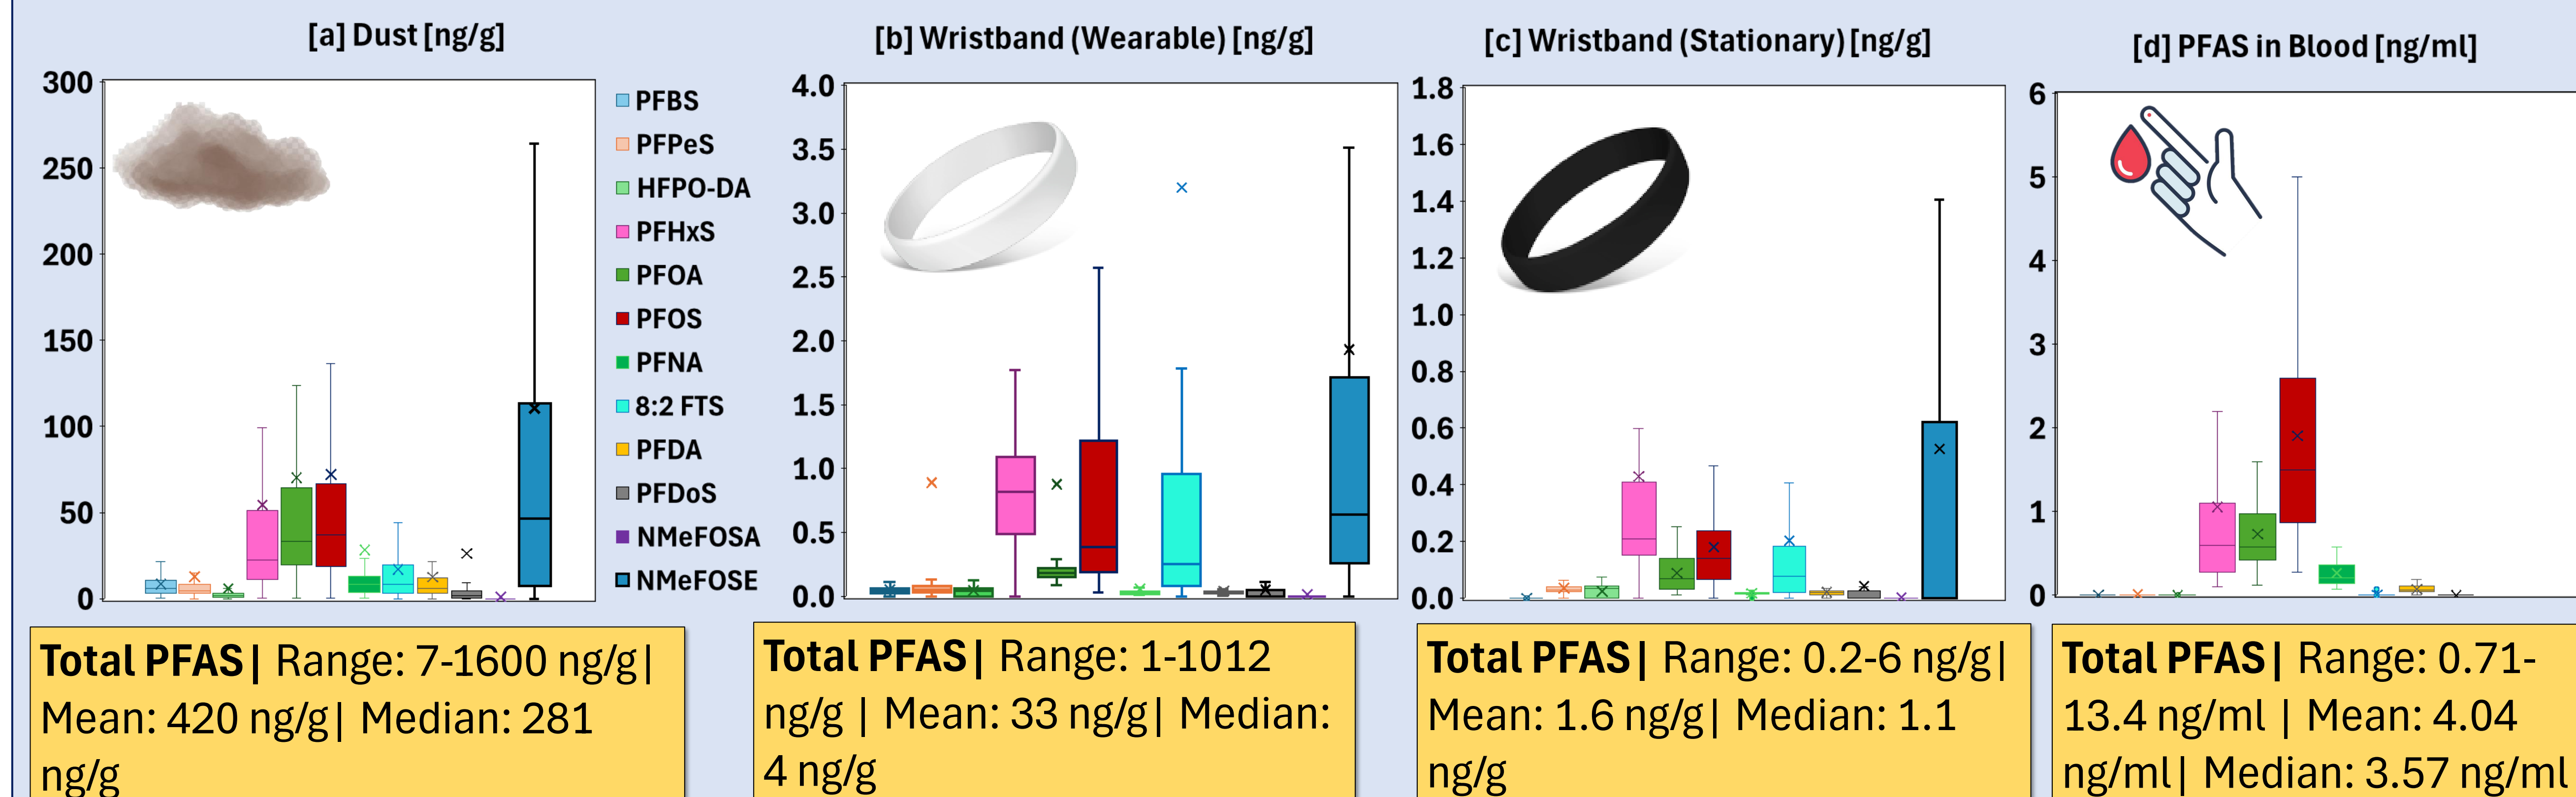 [a] Dust [ng/g]
300
250
200
150
100
50
0
PFBS
PFPeS
HFPO-DA
PFHxS
PFOA
PFOS
PFNA
8:2 FTS
PFDA
PFDoS
NMeFOSA
NMeFOSE
Total PFAS| Range: 7-1600 ng/g|
Mean: 420 ng/g| Median: 281
ng/g
[b] Wristband (Wearable) [ng/g]
4.0
3.5
3.0
2.5
2.0
1.5
1.0
0.5
0.0
Total PFAS| Range: 1-1012
ng/g | Mean: 33 ng/g| Median:
4 ng/g
[c] Wristband (Stationary) [ng/g]
1.8
1.6
1.4
1.2
1.0
0.8
0.6
0.4
0.2
0.0
Total PFAS| Range: 0.2-6 ng/g|
Mean: 1.6 ng/g| Median: 1.1
ng/g
[d] PFAS in Blood [ng/ml]
6
5
4
3
2
1
0
Total PFAS| Range: 0.71-
13.4 ng/ml | Mean: 4.04
ng/ml| Median: 3.57 ng/ml